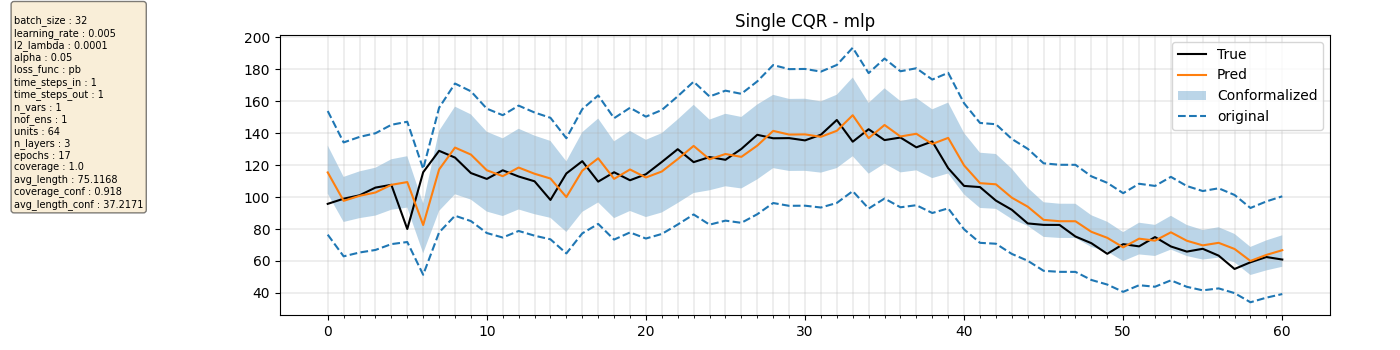 batch_size : 32
learning_rate : 0.005
l2_lambda : 0.0001
alpha : 0.05
loss_func : pb
time_steps_in : 1
time_steps_out : 1
n_vars : 1
nof_ens : 1
units : 64
n_layers : 3
epochs : 17
coverage : 1.0
avg_length : 75.1168
coverage_conf : 0.918
avg_length_conf : 37.2171
Single CQR - mlp
200
180
160
140
120
100
80
60
40
True
Pred
Conformalized
original
0 10 20 30 40 50 60